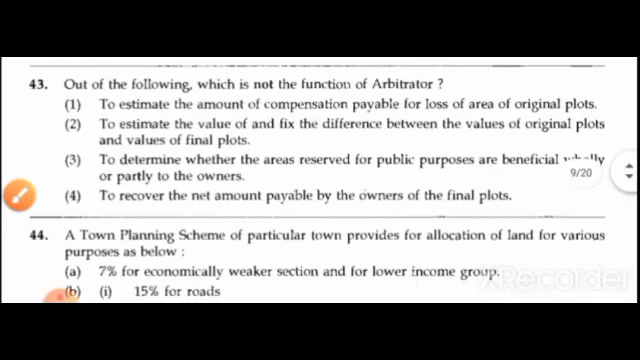 43. Out of the following, which is not the function of Arbitrator ?
(1) To estimate the amount of compensation payable for loss of area of original plots.
(2) To estimate the value of and fix the difference between the values of original plots
and values of final plots.
(3) To determine whether the areas reserved for public purposes are beneficial wholly
or partly to the owners.
9/20
(4) To recover the net amount payable by the owners of the final plots.
44. A Town Planning Scheme of particular town provides for allocation of land for various
purposes as below :
(a) 7% for economically weaker section and for lower income group.
XRecorder
(b) (i) 15% for roads